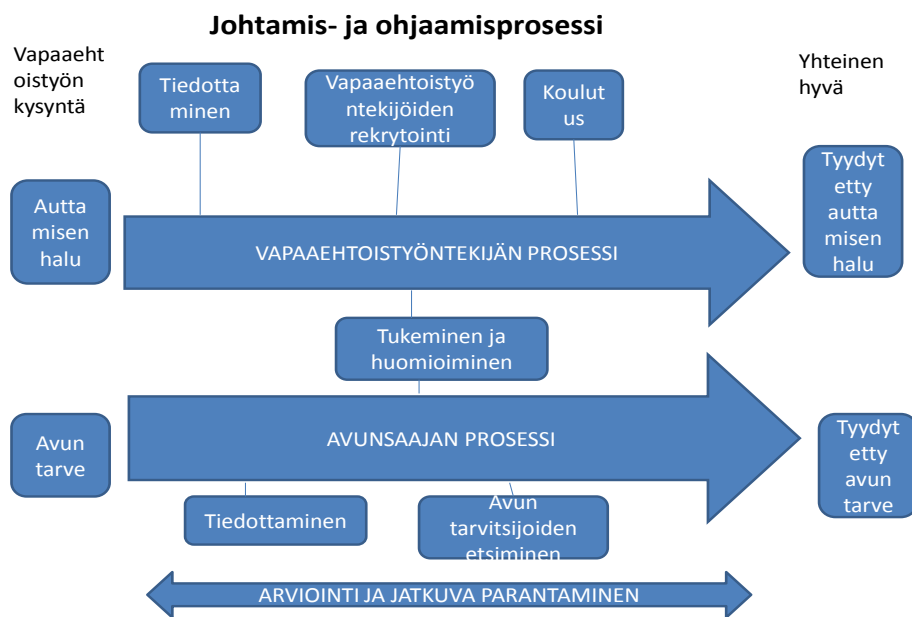 Johtamis- ja ohjaamisprosessi
Vapaaeht
oistyön
kysyntä
Tiedotta
minen
Vapaaehtoistyö
ntekijöiden
rekrytointi
Koulut
us
Yhteinen
hyvä
Autta
misen
halu
VAPAAEHTOISTYÖNTEKIJÄN PROSESSI
Tyydyt
etty
autta
misen
halu
Tukeminen ja
huomioiminen
Avun
tarve
AVUNSAAJAN PROSESSI
Tyydyt
etty
avun
tarve
Tiedottaminen
Avun
tarvitsijoiden
etsiminen
ARVIOINTI JA JATKUVA PARANTAMINEN